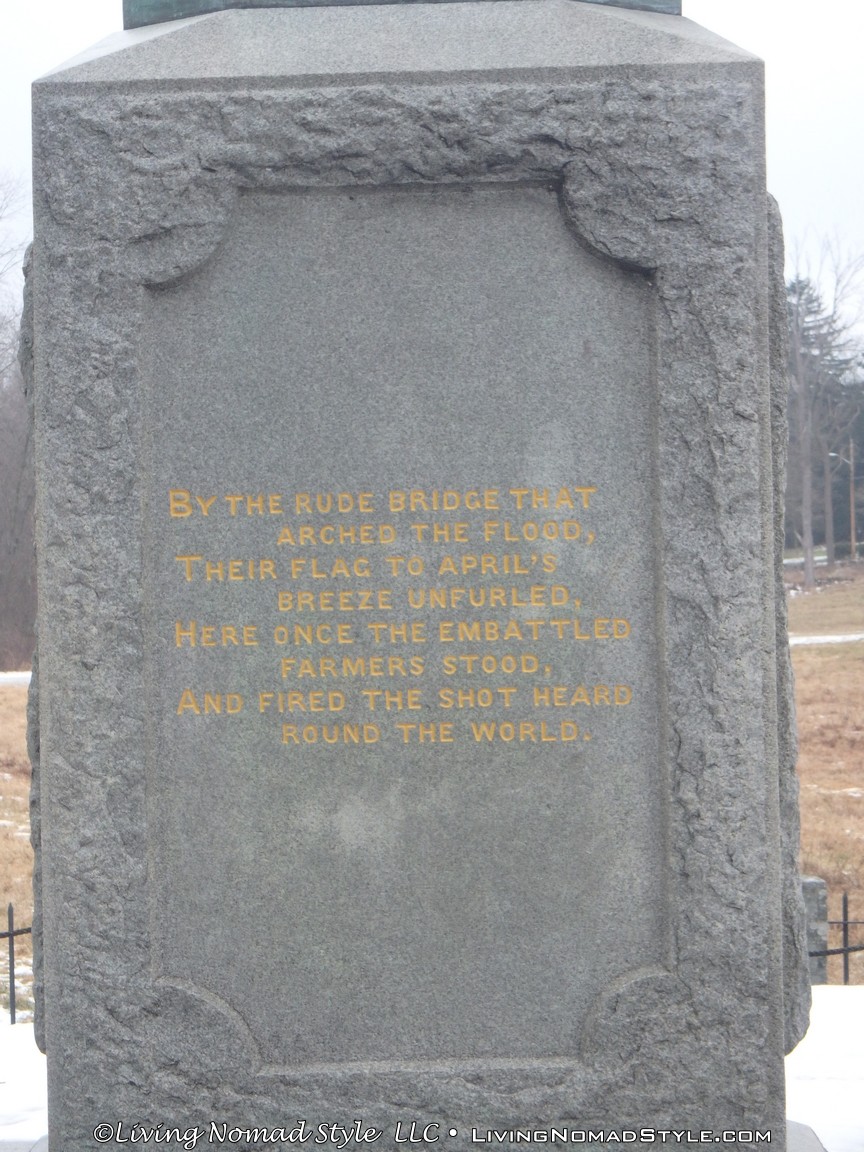 BY THE RUDE BRIDGE THAT
ARCHED THE FLOOD,
THEIR FLAG TO APRIL'S
BREEZE UNFURLED,
HERE ONCE THE EMBATTLED
FARMERS STOOD,
AND FIRED THE SHOT HEARD
ROUND THE WORLD.
©Living Nomad Style LLC • LIVINGNOMADSTYLE.COM